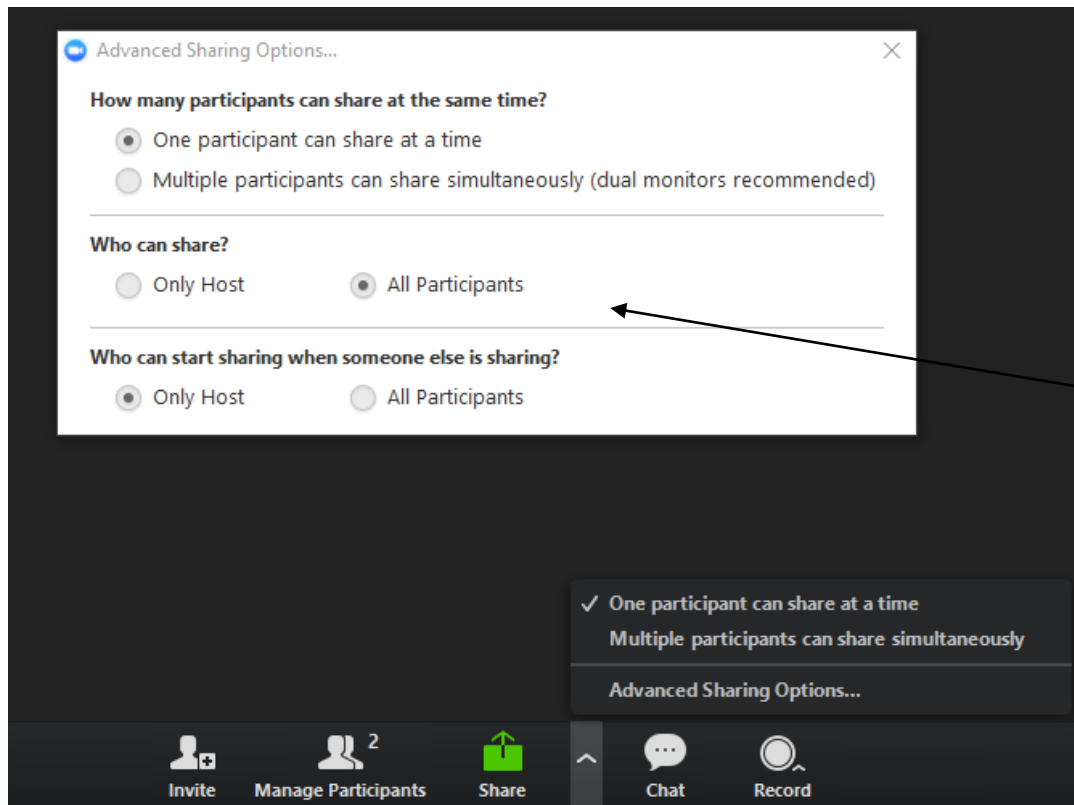 Advanced Sharing Options...
How many participants can share at the same time?
One participant can share at a time
Multiple participants can share simultaneously (dual monitors recommended)
Who can share?
Only Host All Participants
Who can start sharing when someone else is sharing?
Only Host All Participants
One participant can share at a time
Multiple participants can share simultaneously
Advanced Sharing Options...
2
Invite Manage Participants Share Chat Record